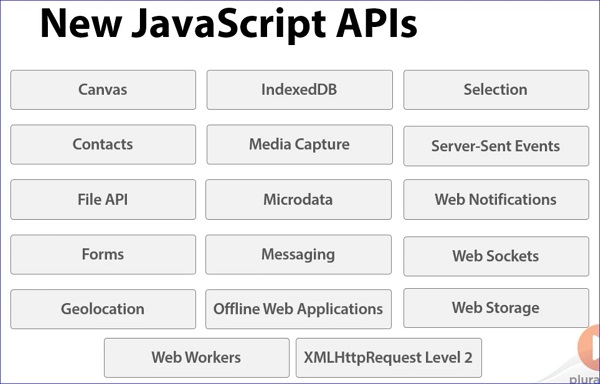 New JavaScript APIs
Canvas
IndexedDB
Selection
Contacts
Media Capture
Server-Sent Events
File API
Microdata
Web Notifications
Forms
Messaging
Web Sockets
Geolocation
Offline Web Applications
Web Storage
Web Workers
XMLHttpRequest Level 2